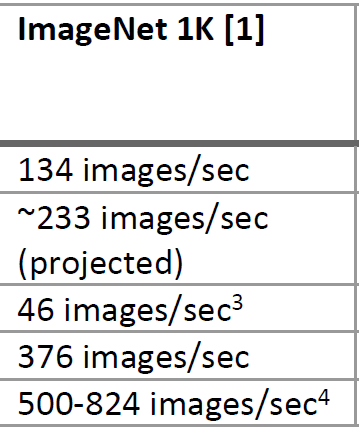 ImageNet 1K [1]
134 images/sec
~233 images/sec
(projected)
46 images/sec³
376 images/sec
500-824 images/sec⁴